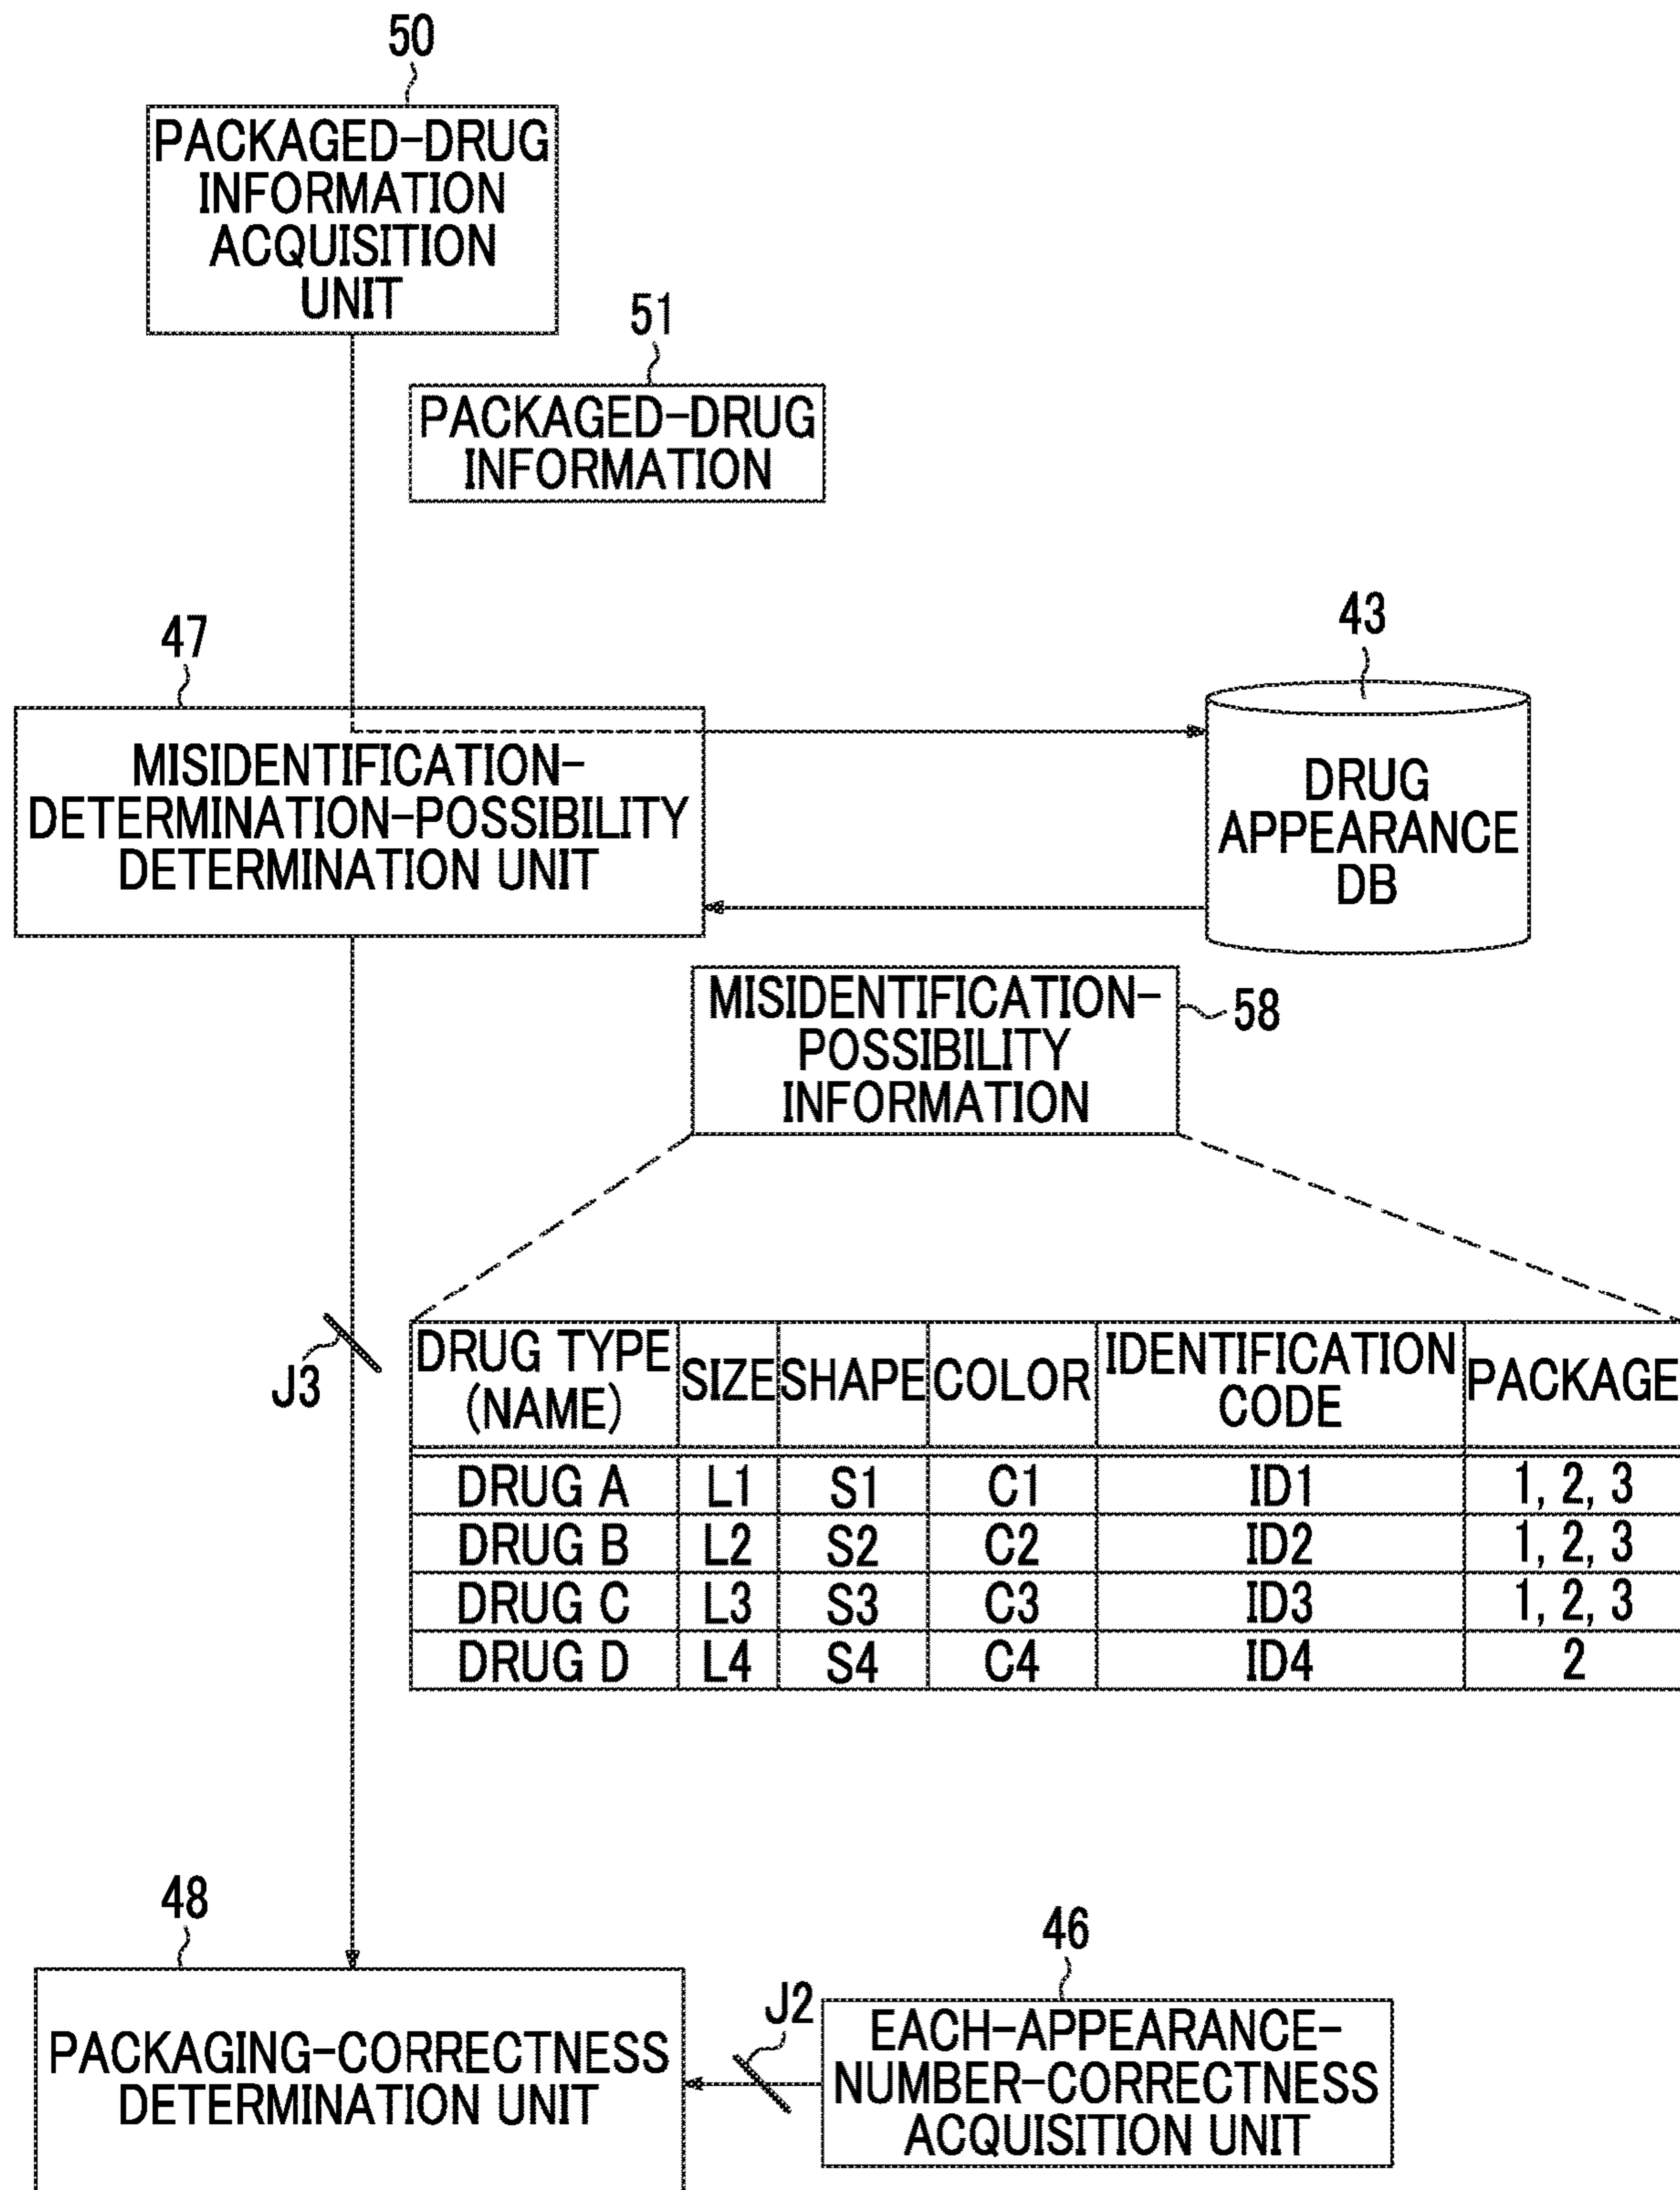 50
PACKAGED-DRUG
INFORMATION
ACQUISITION
UNIT
51
PACKAGED-DRUG
INFORMATION
47
MISIDENTIFICATION-
DETERMINATION-POSSIBILITY
DETERMINATION UNIT
43
DRUG
APPEARANCE
DB
MISIDENTIFICATION-
POSSIBILITY
INFORMATION
58
J3
DRUG TYPE
(NAME)
SIZE
SHAPE
COLOR
IDENTIFICATION
CODE
PACKAGE
DRUG A L1 S1 C1 ID1 1, 2, 3
DRUG B L2 S2 C2 ID2 1, 2, 3
DRUG C L3 S3 C3 ID3 1, 2, 3
DRUG D L4 S4 C4 ID4 2
48
PACKAGING-CORRECTNESS
DETERMINATION UNIT
J2
46
EACH-APPEARANCE-
NUMBER-CORRECTNESS
ACQUISITION UNIT